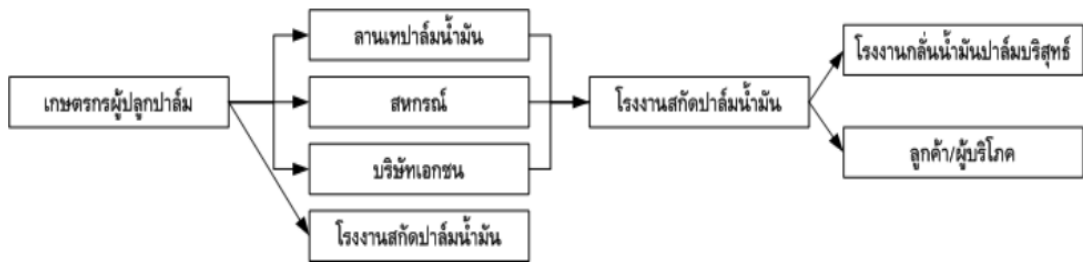 เกษตรกรผู้ปลูกปาล์ม
ลานเทปาล์มน้ำมัน
สหกรณ์
บริษัทเอกชน
โรงงานสกัดปาล์มน้ำมัน
โรงงานสกัดปาล์มน้ำมัน
โรงงานกลั่นน้ำมันปาล์มบริสุทธ์
ลูกค้า/ผู้บริโภค